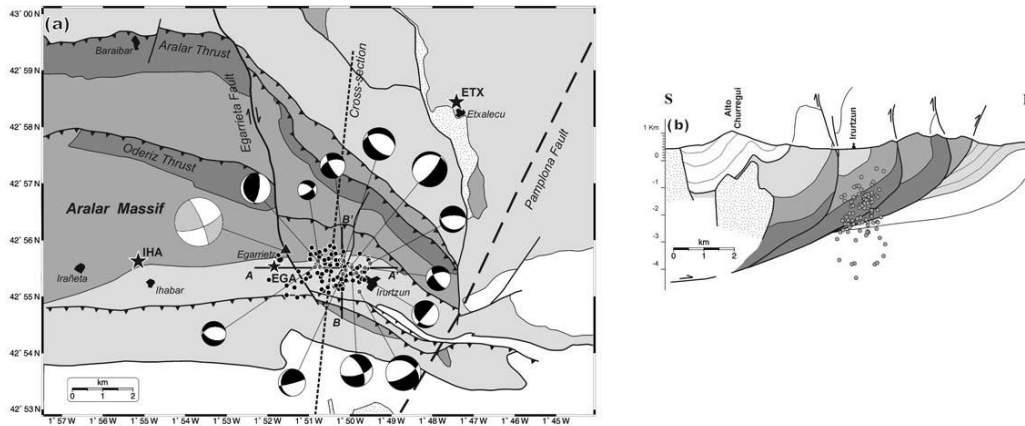 (a)
43° 00' N
42° 59' N
42° 58' N
42° 57' N
42° 56' N
42° 55' N
42° 54' N
42° 53' N
Baraibar
Aralar Thrust
Egarrieta Fault
Cross-section
ETX
Etxalecu
Oderiz Thrust
Pamplona Fault
Aralar Massif
B'
IHA
Egarrieta
Irañeta
Ihabar
A
EGA
A'
Irurtzun
B
km
0 1 2
1° 57' W
1° 55' W
1° 54' W
1° 53' W
1° 52' W
1° 51' W
1° 50' W
1° 49' W
1° 48' W
1° 47' W
1° 46' W
1° 45' W
S
(b)
Alto
Churregui
Irurtzun
1 Km
0
-1
-2
-3
-4
km
0 1 2